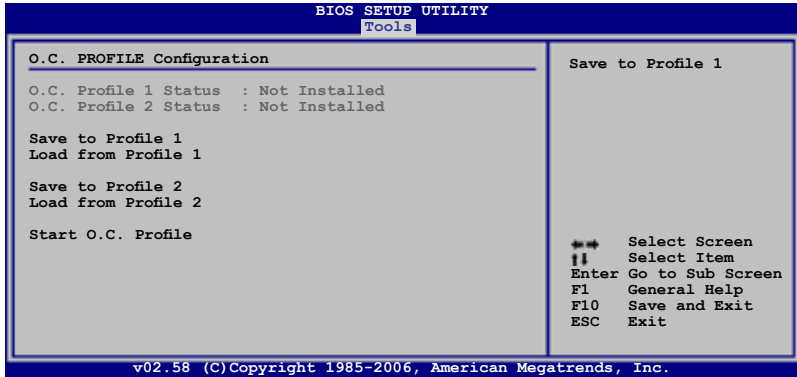 BIOS SETUP UTILITY
Tools
O.C. PROFILE Configuration
O.C. Profile 1 Status : Not Installed
O.C. Profile 2 Status : Not Installed
Save to Profile 1
Load from Profile 1
Save to Profile 2
Load from Profile 2
Start O.C. Profile
Save to Profile 1
Select Screen
Select Item
Enter Go to Sub Screen
F1 General Help
F10 Save and Exit
ESC Exit
v02.58 (C)Copyright 1985-2006, American Megatrends, Inc.